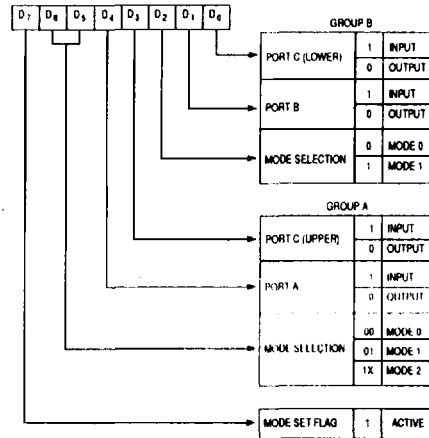 D7 D6 D5 D4 D3 D2 D1 D0
GROUP B
PORT C (LOWER)
1 INPUT
0 OUTPUT
PORT B
1 INPUT
0 OUTPUT
MODE SELECTION
0 MODE 0
1 MODE 1
GROUP A
PORT C (UPPER)
1 INPUT
0 OUTPUT
PORT A
1 INPUT
0 OUTPUT
MODE SELECTION
00 MODE 0
01 MODE 1
1X MODE 2
MODE SET FLAG 1 ACTIVE